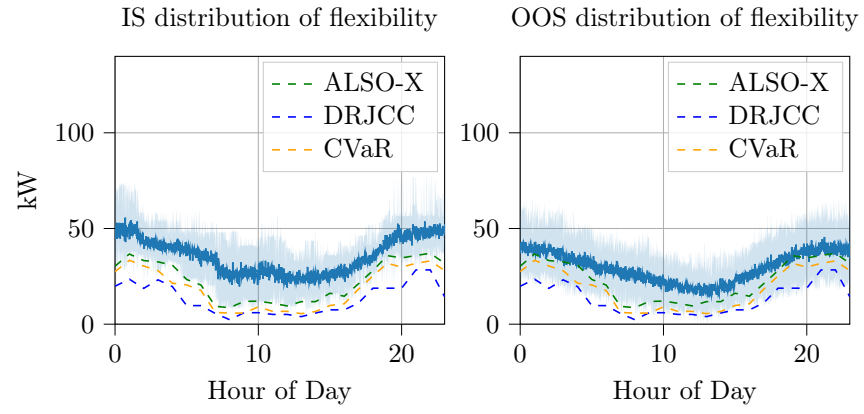 IS distribution of flexibility
OOS distribution of flexibility
ALSO-X
DRJCC
CVaR
ALSO-X
DRJCC
CVaR
kW
100
50
0
100
50
0
0
10
20
0
10
20
Hour of Day
Hour of Day